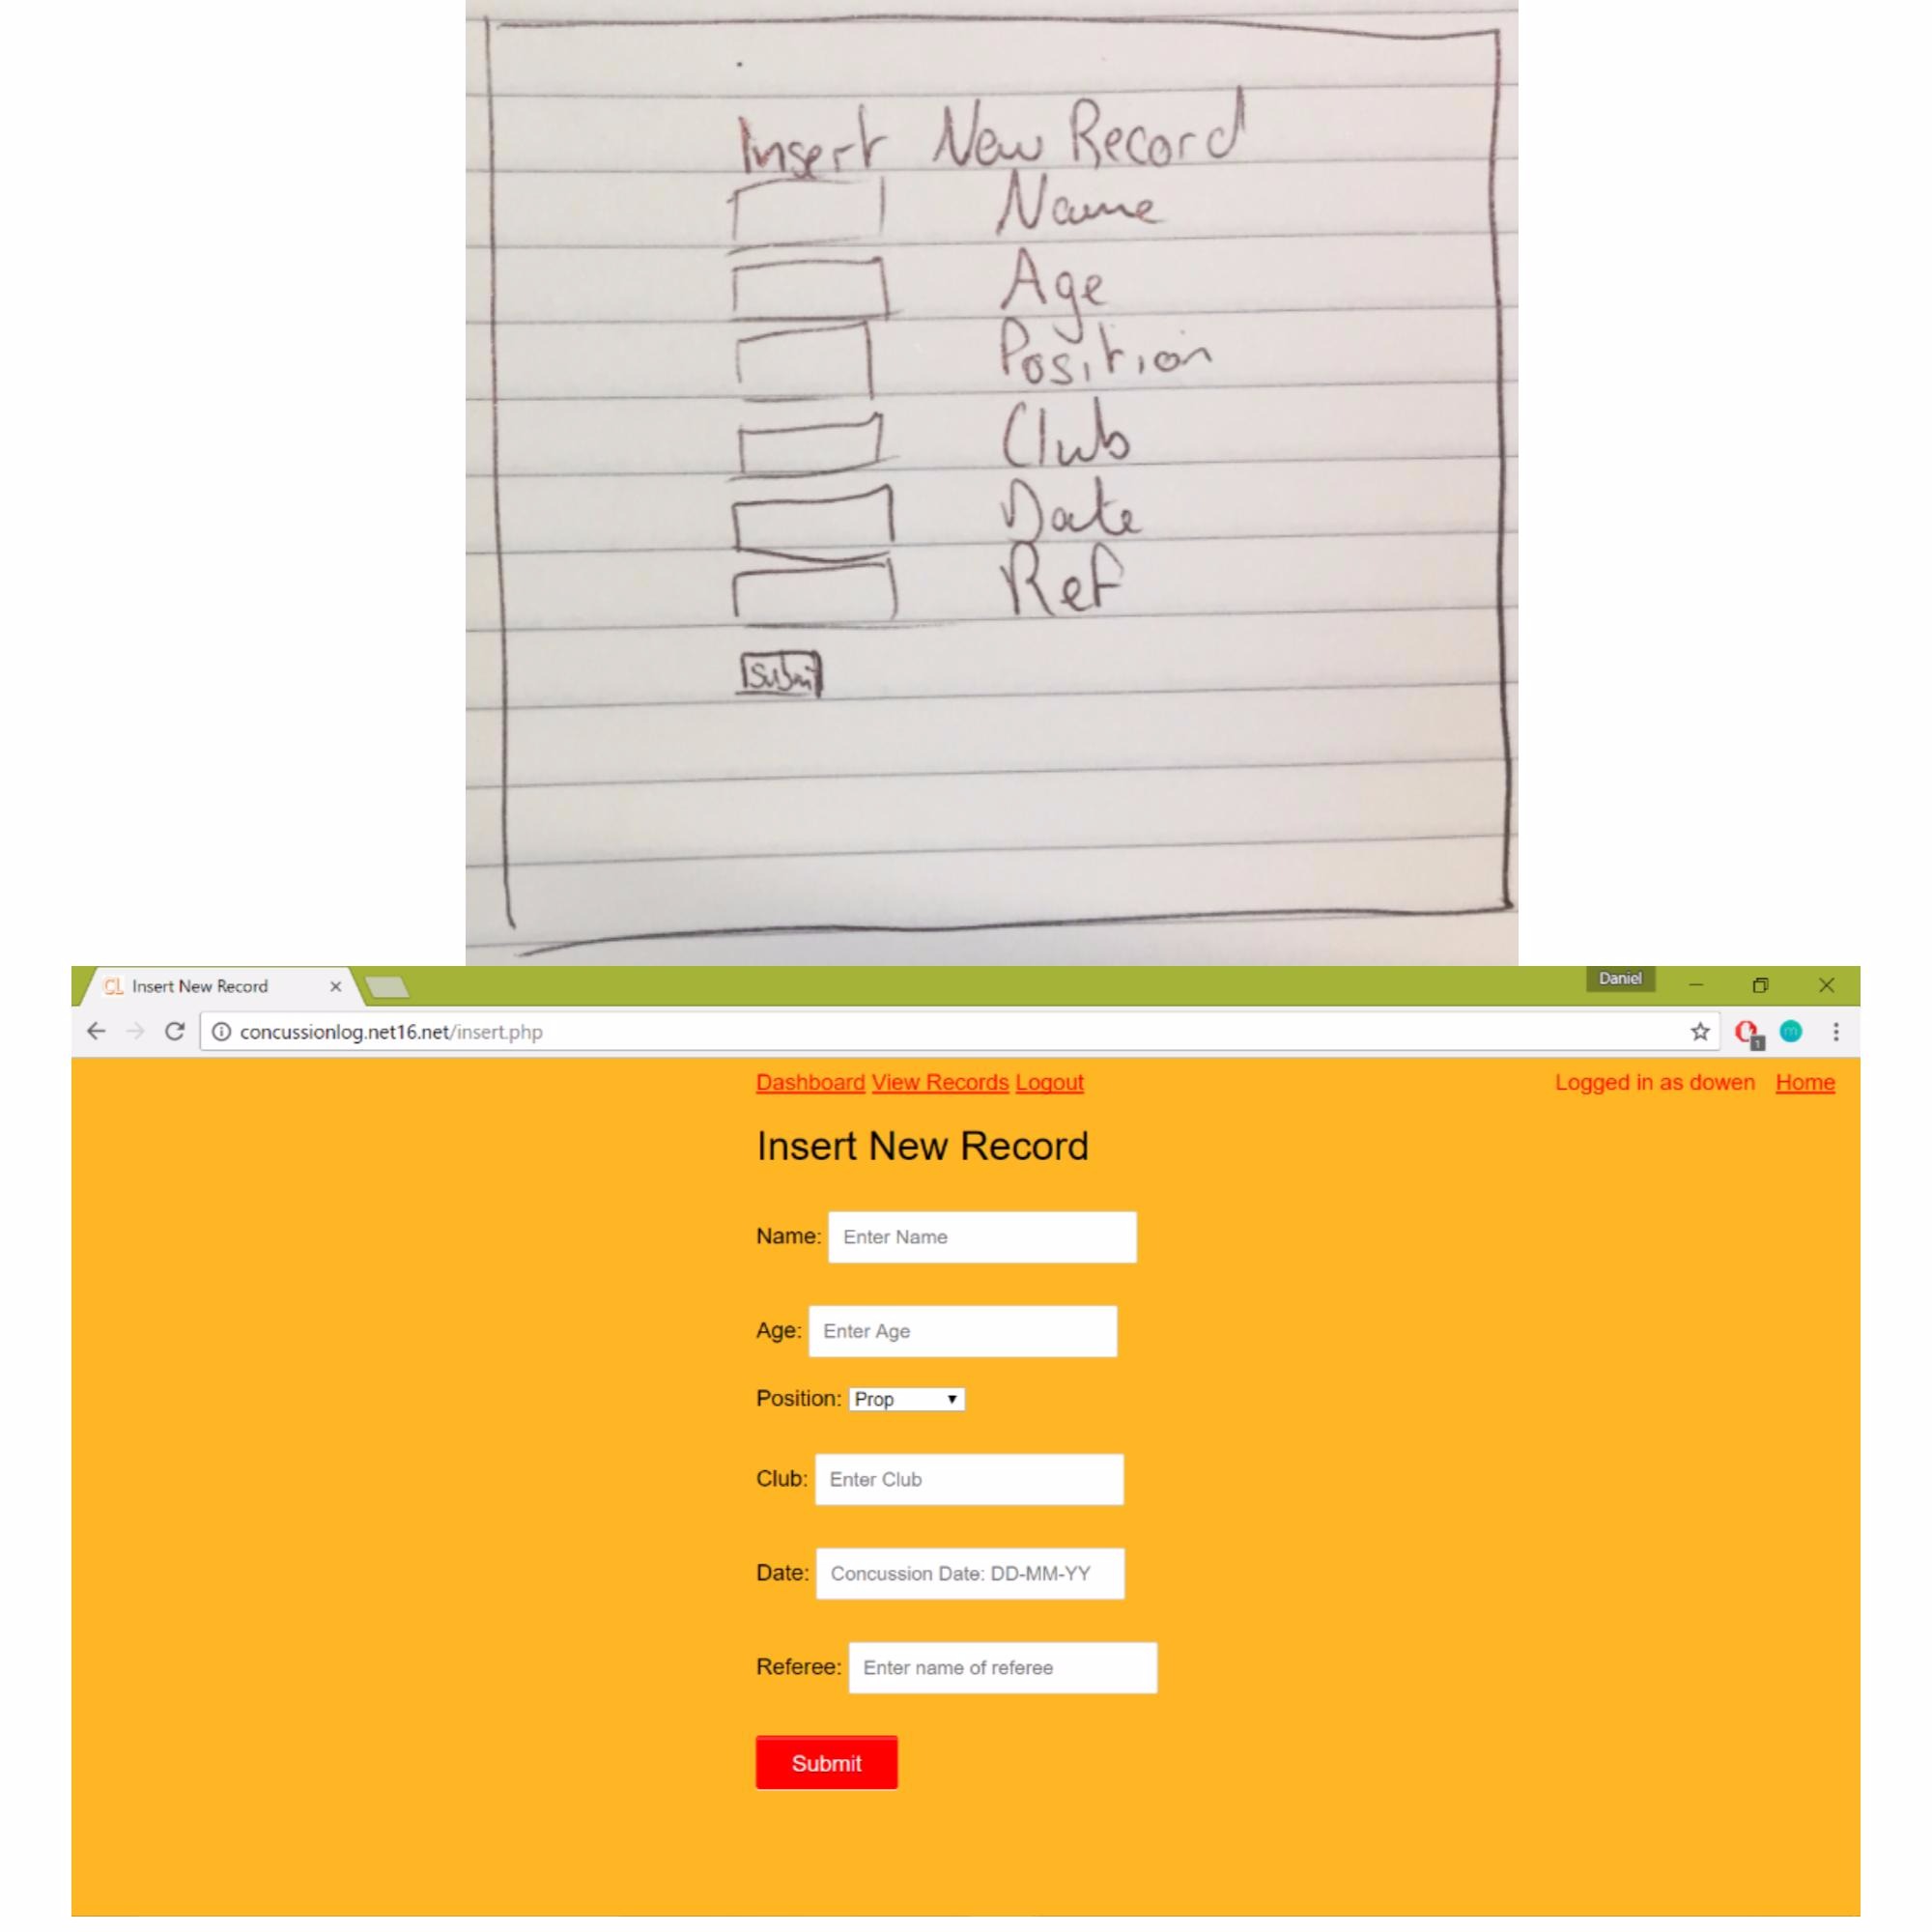 Insert New Record
Name
Age
Position
Club
Date
Ref
Submit
CL Insert New Record
Daniel
concussionlog.net16.net/insert.php
1
m
Dashboard View Records Logout
Logged in as dowen Home
Insert New Record
Name: Enter Name
Age: Enter Age
Position: Prop
Club: Enter Club
Date: Concussion Date: DD-MM-YY
Referee: Enter name of referee
Submit